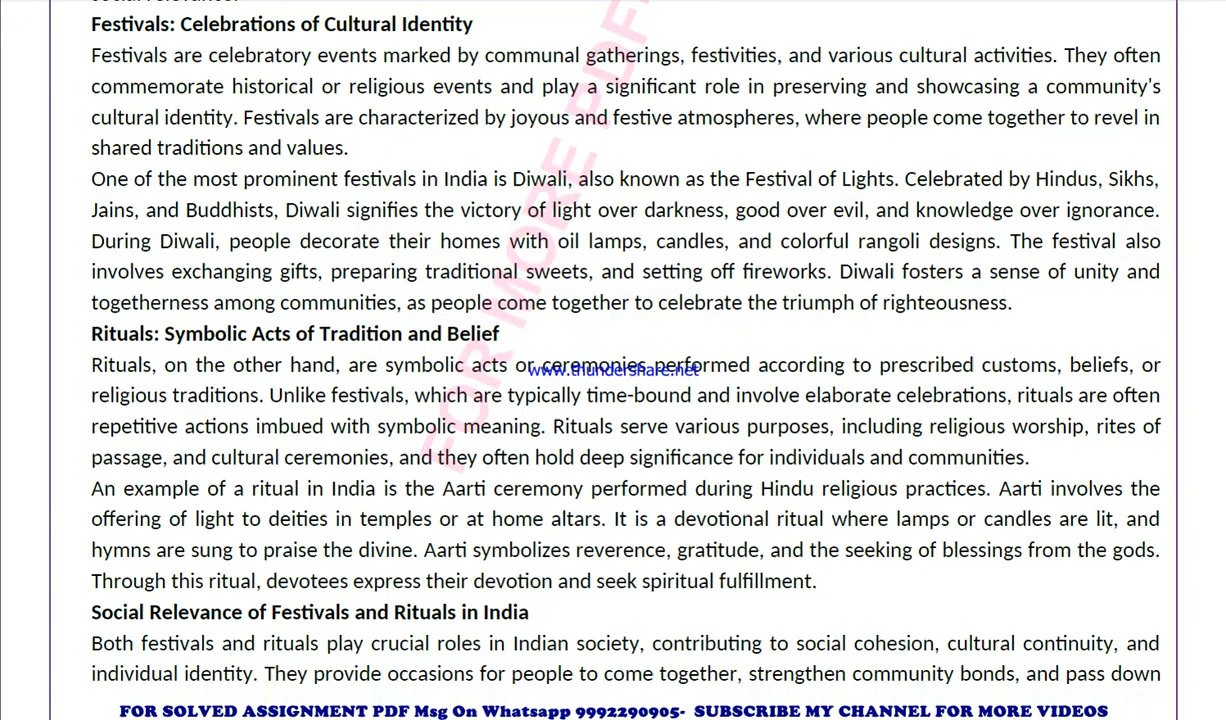 Festivals: Celebrations of Cultural Identity
Festivals are celebratory events marked by communal gatherings, festivities, and various cultural activities. They often
commemorate historical or religious events and play a significant role in preserving and showcasing a community's
cultural identity. Festivals are characterized by joyous and festive atmospheres, where people come together to revel in
shared traditions and values.
One of the most prominent festivals in India is Diwali, also known as the Festival of Lights. Celebrated by Hindus, Sikhs,
Jains, and Buddhists, Diwali signifies the victory of light over darkness, good over evil, and knowledge over ignorance.
During Diwali, people decorate their homes with oil lamps, candles, and colorful rangoli designs. The festival also
involves exchanging gifts, preparing traditional sweets, and setting off fireworks. Diwali fosters a sense of unity and
togetherness among communities, as people come together to celebrate the triumph of righteousness.
Rituals: Symbolic Acts of Tradition and Belief
Rituals, on the other hand, are symbolic acts or ceremonies performed according to prescribed customs, beliefs, or
www.thundershare.net
religious traditions. Unlike festivals, which are typically time-bound and involve elaborate celebrations, rituals are often
repetitive actions imbued with symbolic meaning. Rituals serve various purposes, including religious worship, rites of
passage, and cultural ceremonies, and they often hold deep significance for individuals and communities.
An example of a ritual in India is the Aarti ceremony performed during Hindu religious practices. Aarti involves the
offering of light to deities in temples or at home altars. It is a devotional ritual where lamps or candles are lit, and
hymns are sung to praise the divine. Aarti symbolizes reverence, gratitude, and the seeking of blessings from the gods.
Through this ritual, devotees express their devotion and seek spiritual fulfillment.
Social Relevance of Festivals and Rituals in India
Both festivals and rituals play crucial roles in Indian society, contributing to social cohesion, cultural continuity, and
individual identity. They provide occasions for people to come together, strengthen community bonds, and pass down
FOR MORE PDF
FOR SOLVED ASSIGNMENT PDF Msg On Whatsapp 9992290905- SUBSCRIBE MY CHANNEL FOR MORE VIDEOS